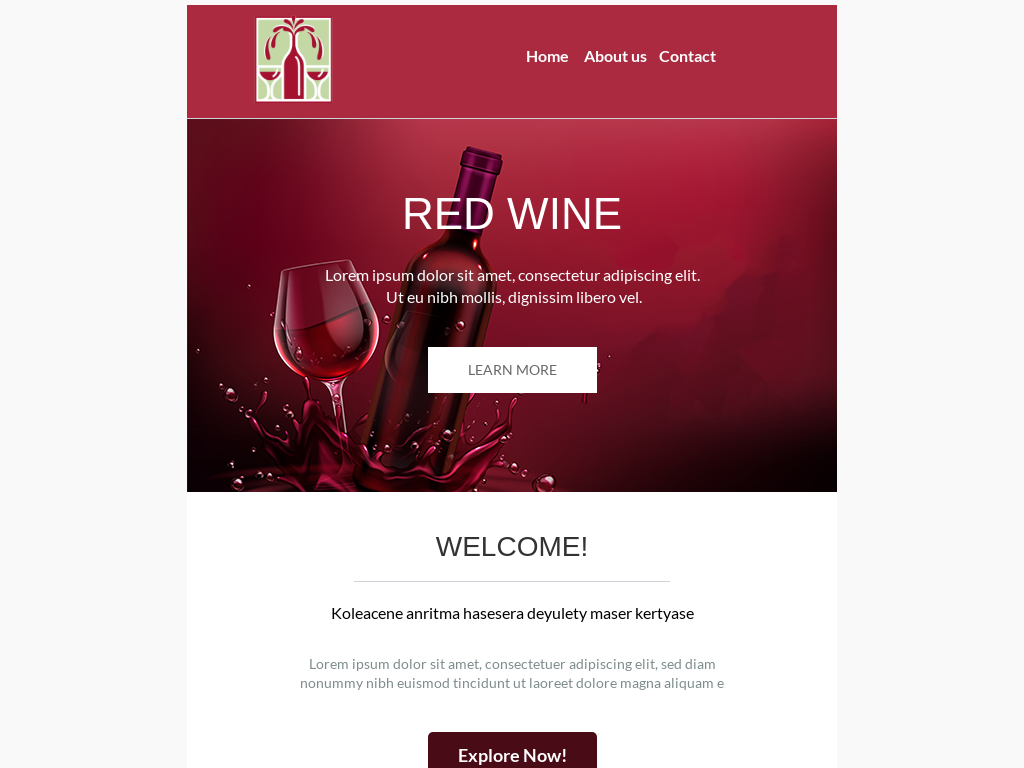 Home About us Contact
RED WINE
Lorem ipsum dolor sit amet, consectetur adipiscing elit.
Ut eu nibh mollis, dignissim libero vel.
LEARN MORE
WELCOME!
Koleacene anritma hasesera deyulety maser kertyase
Lorem ipsum dolor sit amet, consectetuer adipiscing elit, sed diam
nonummy nibh euismod tincidunt ut laoreet dolore magna aliquam e
Explore Now!